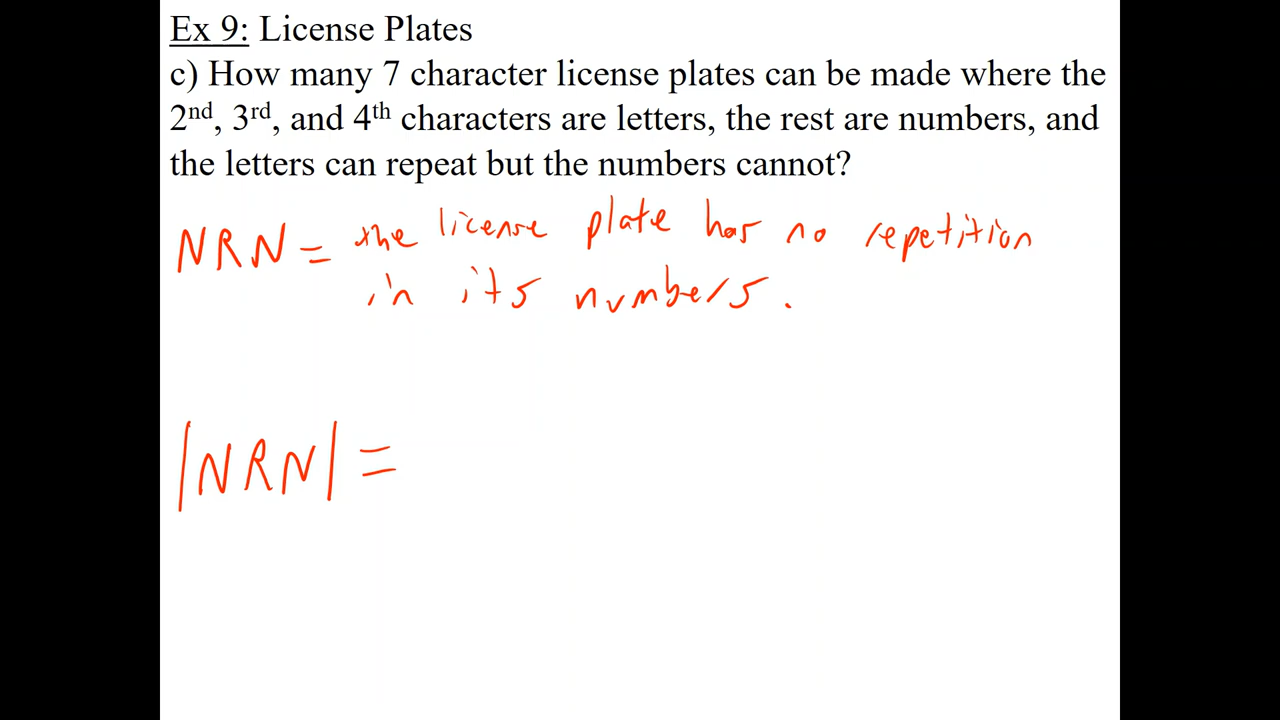 Ex 9: License Plates
c) How many 7 character license plates can be made where the
2nd, 3rd, and 4th characters are letters, the rest are numbers, and
the letters can repeat but the numbers cannot?
NRN = the license plate has no repetition
in its numbers.
|NRN| =